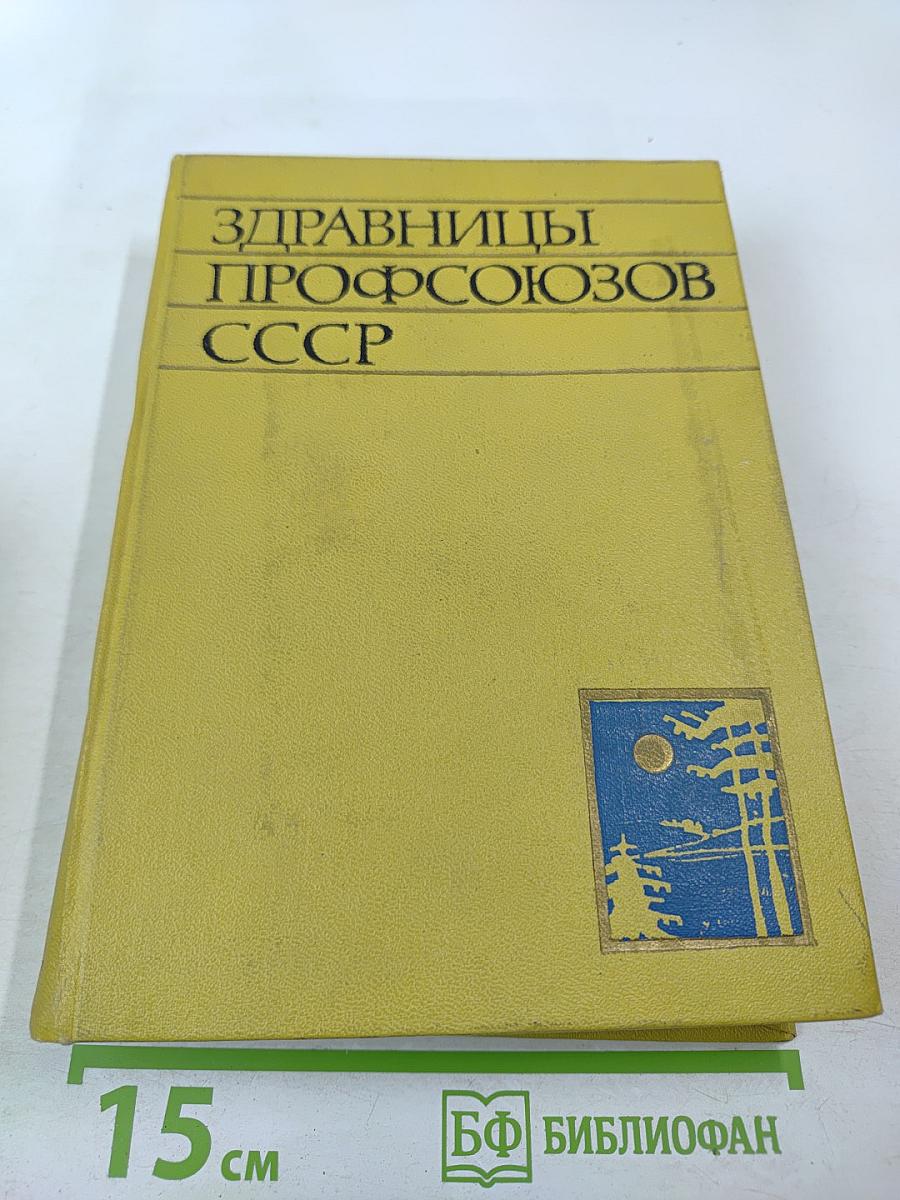 ЗДРАВНИЦЫ
ПРОФСОЮЗОВ
СССР
15 см
БФ БИБЛИОФАН